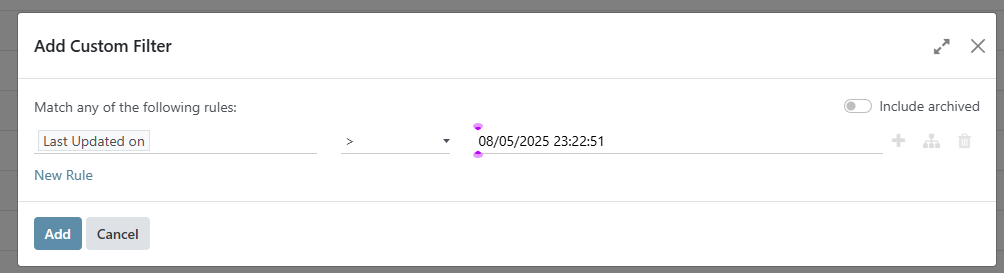 Add Custom Filter
Match any of the following rules:
Include archived
Last Updated on > 08/05/2025 23:22:51
New Rule
Add Cancel